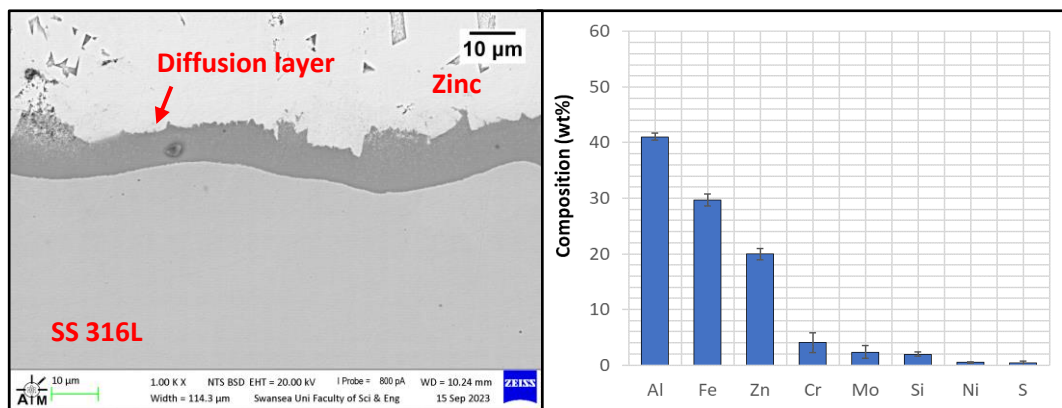 10 µm
Diffusion layer
Zinc
SS 316L
10 µm
1.00 K X
NTS BSD EHT = 20.00 kV
I Probe = 800 pA
WD = 10.24 mm
ZEISS
AIM
Width = 114.3 µm
Swansea Uni Faculty of Sci & Eng
15 Sep 2023
Composition (wt%)
60
50
40
30
20
10
0
Al Fe Zn Cr Mo Si Ni S